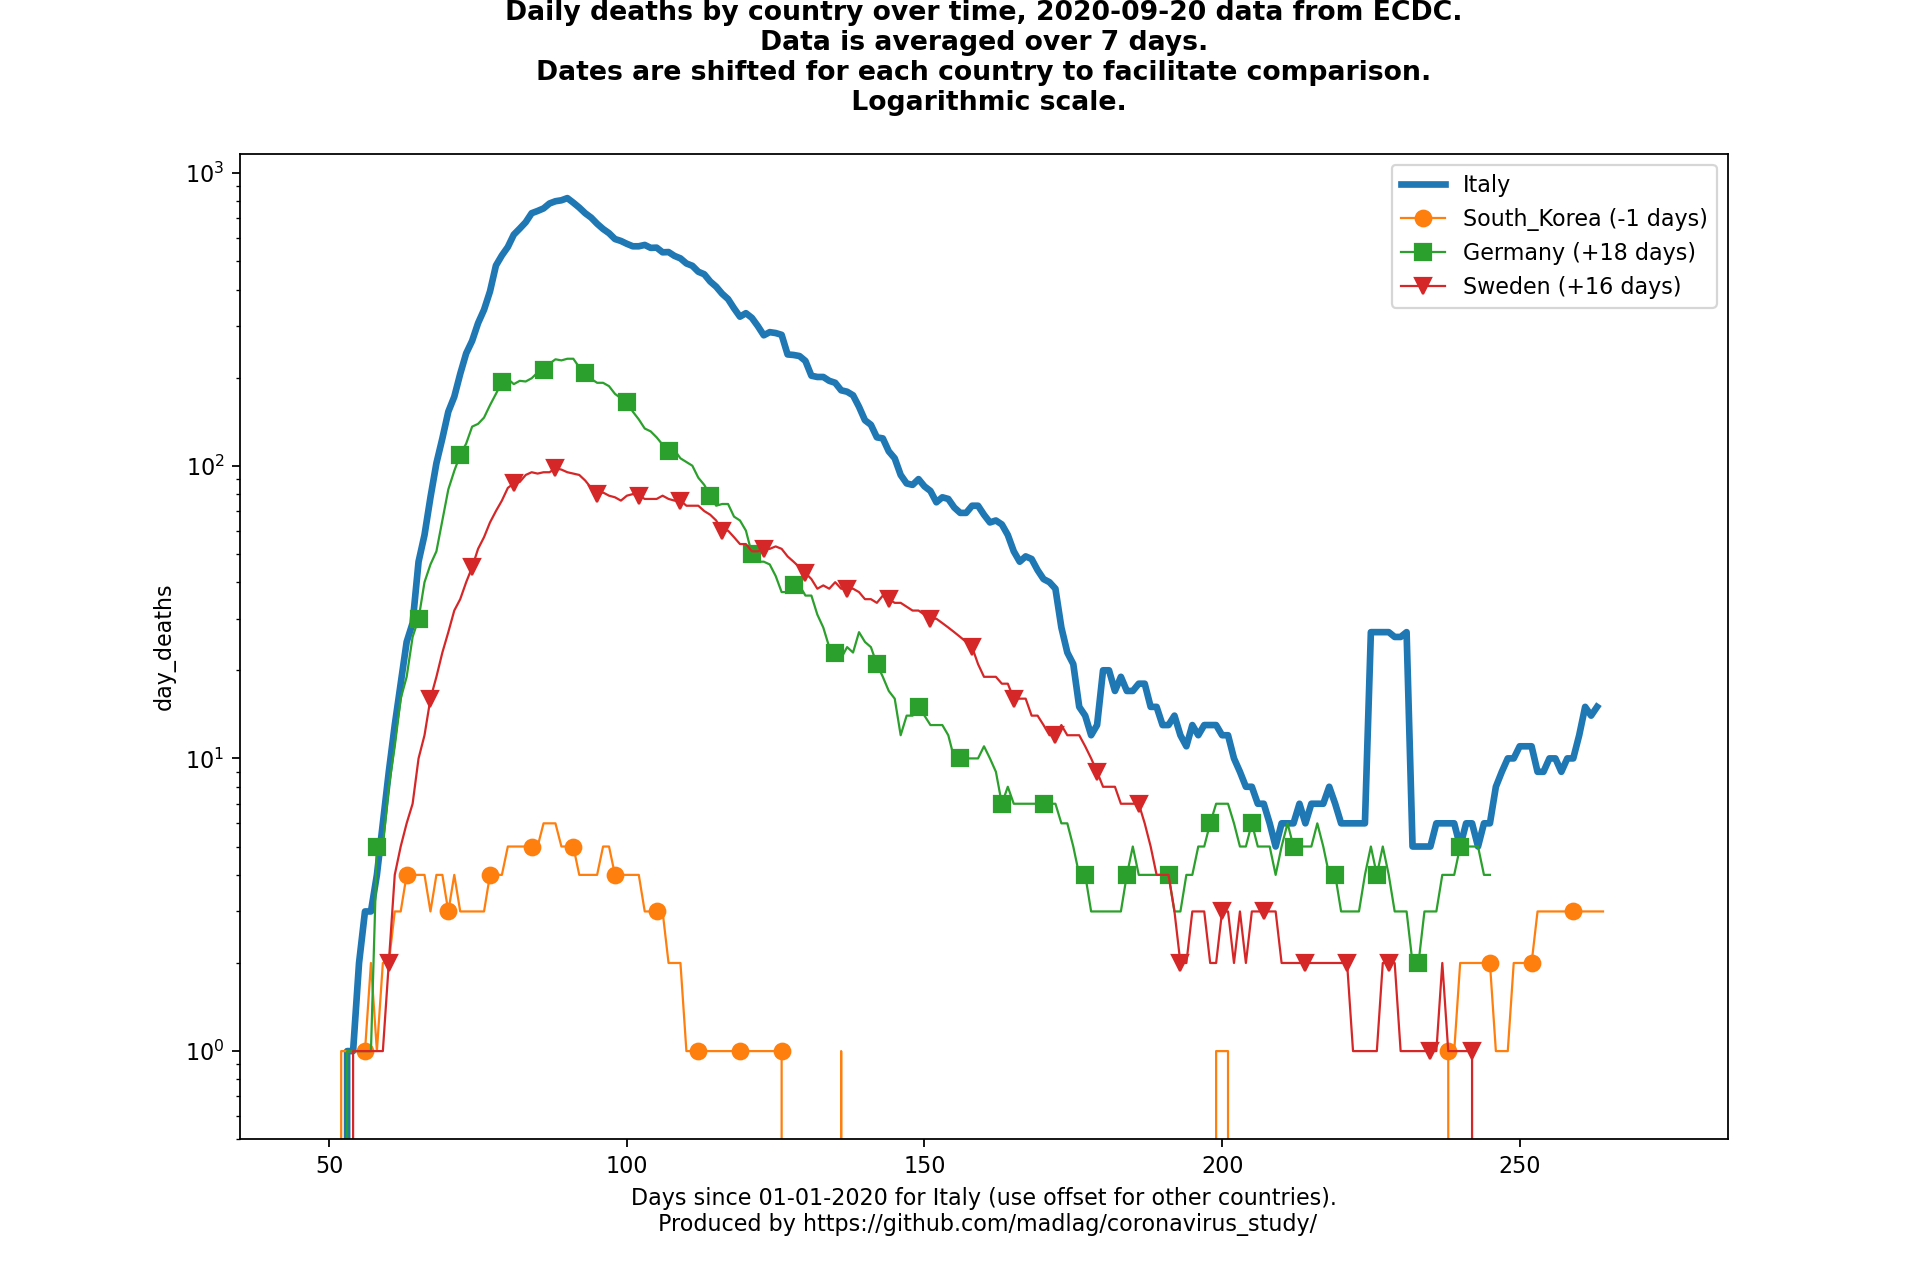 Daily deaths by country over time, 2020-09-20 data from ECDC.
Data is averaged over 7 days.
Dates are shifted for each country to facilitate comparison.
Logarithmic scale.
10³
10²
10¹
10⁰
day_deaths
Italy
South_Korea (-1 days)
Germany (+18 days)
Sweden (+16 days)
50 100 150 200 250
Days since 01-01-2020 for Italy (use offset for other countries).
Produced by https://github.com/madlag/coronavirus_study/